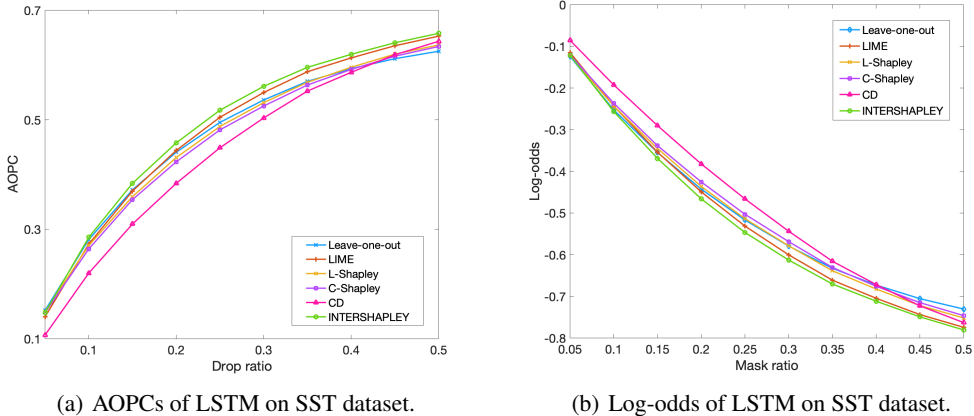 0.7
0.5
0.3
0.1
AOPC
0.1
0.2
0.3
0.4
0.5
Drop ratio
Leave-one-out
LIME
L-Shapley
C-Shapley
CD
INTERSHAPLEY
(a) AOPCs of LSTM on SST dataset.
0
-0.1
-0.2
-0.3
-0.4
-0.5
-0.6
-0.7
-0.8
Log-odds
0.05
0.1
0.15
0.2
0.25
0.3
0.35
0.4
0.45
0.5
Mask ratio
Leave-one-out
LIME
L-Shapley
C-Shapley
CD
INTERSHAPLEY
(b) Log-odds of LSTM on SST dataset.